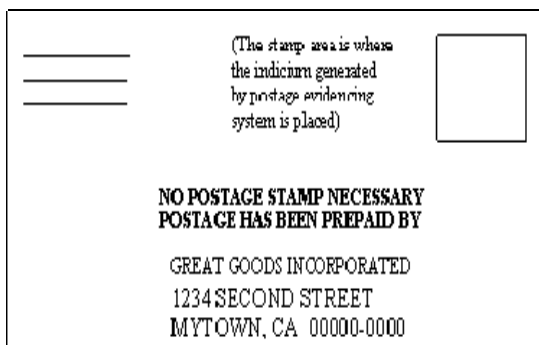 (The stamp area is where
the indicium generated
by postage evidencing
system is placed)
NO POSTAGE STAMP NECESSARY
POSTAGE HAS BEEN PREPAID BY
GREAT GOODS INCORPORATED
1234 SECOND STREET
MYTOWN, CA 00000-0000